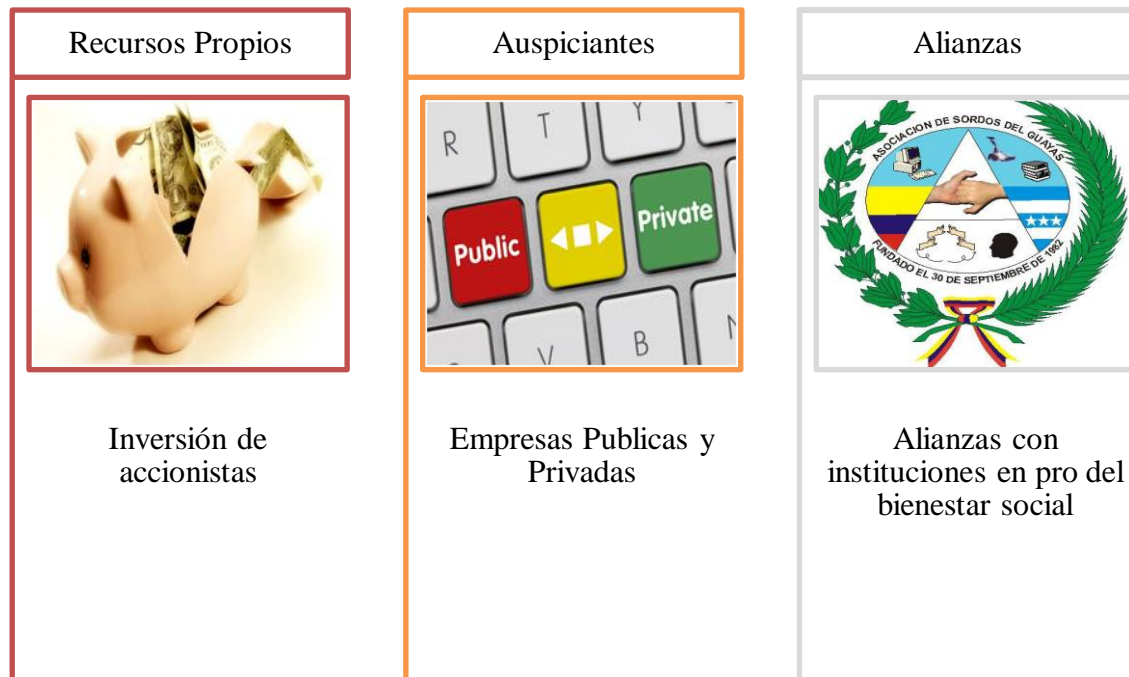 Recursos Propios
Inversión de
accionistas
Auspiciantes
R
T
Y
Public
Private
V
B
N
Empresas Publicas y
Privadas
Alianzas
ASOCIACION DE SORDOS DEL GUAYAS
FUNDADO EL 30 DE SEPTIEMBRE DE 1982
Alianzas con
instituciones en pro del
bienestar social